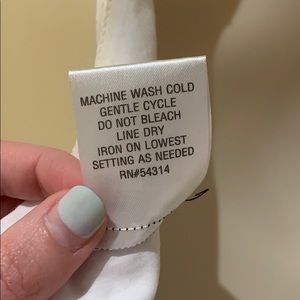 MACHINE WASH COLD
GENTLE CYCLE
DO NOT BLEACH
LINE DRY
IRON ON LOWEST
SETTING AS NEEDED
RN#54314